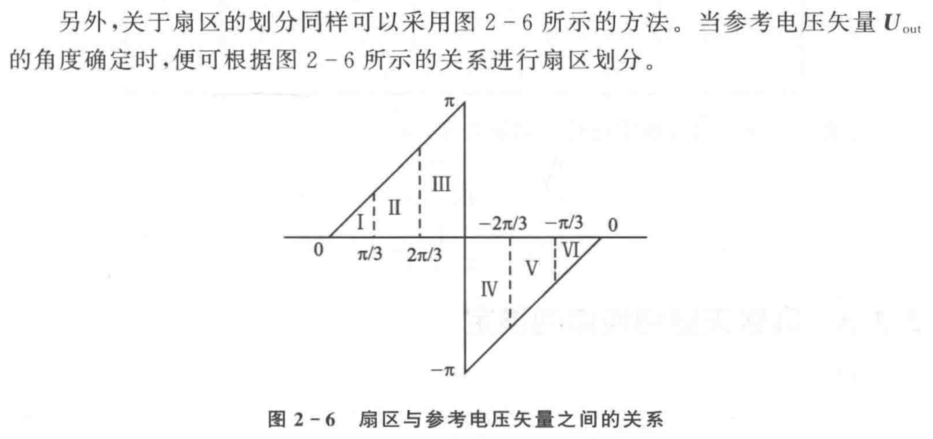 另外,关于扇区的划分同样可以采用图 2-6 所示的方法。当参考电压矢量 Uout
的角度确定时,便可根据图 2-6 所示的关系进行扇区划分。
π
III
II
I
-2π/3 -π/3 0
0 π/3 2π/3
VI
V
IV
-π
图 2-6 扇区与参考电压矢量之间的关系